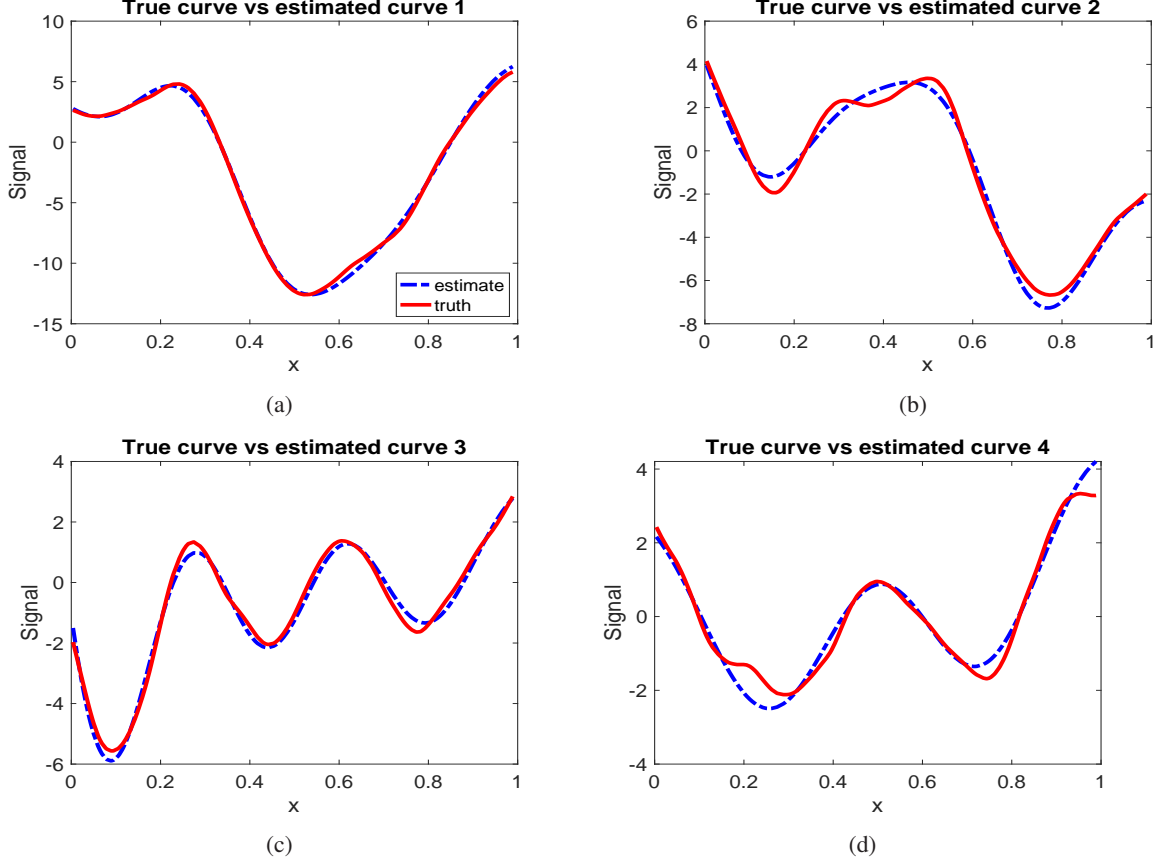 True curve vs estimated curve 1
10
5
0
-5
-10
-15
Signal
estimate
truth
0 0.2 0.4 0.6 0.8 1
x
(a)
True curve vs estimated curve 2
6
4
2
0
-2
-4
-6
-8
Signal
0 0.2 0.4 0.6 0.8 1
x
(b)
True curve vs estimated curve 3
4
2
0
-2
-4
-6
Signal
0 0.2 0.4 0.6 0.8 1
x
(c)
True curve vs estimated curve 4
4
2
0
-2
-4
Signal
0 0.2 0.4 0.6 0.8 1
x
(d)